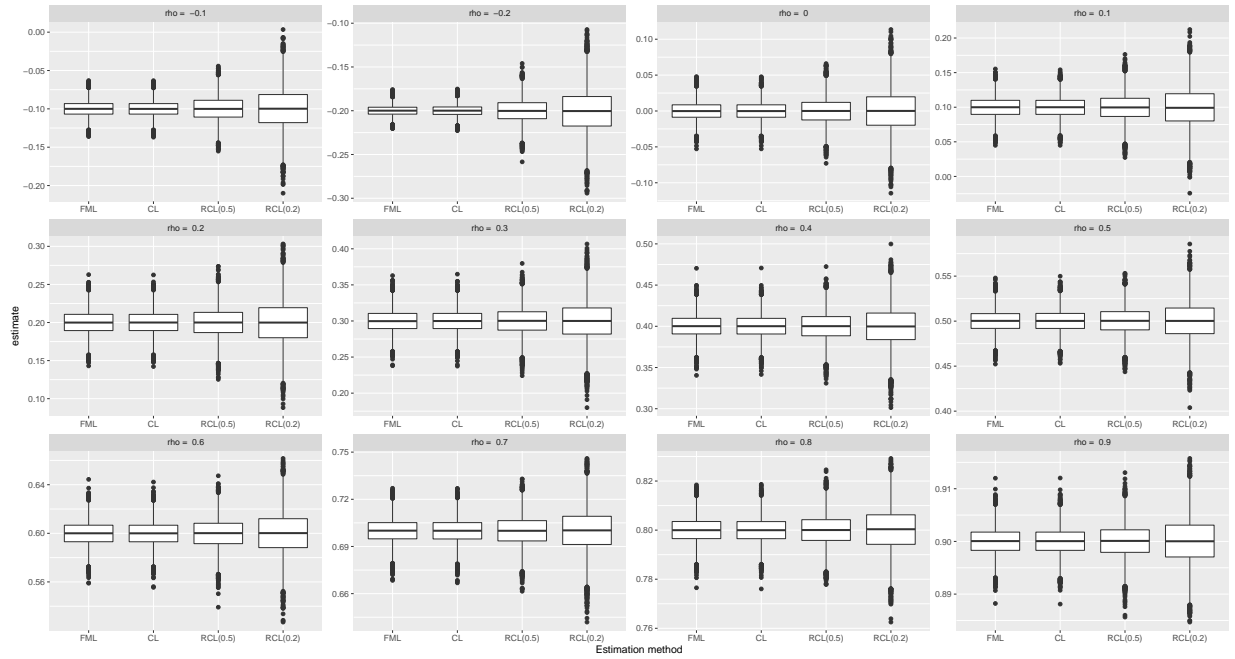 rho = −0.1
rho = −0.2
rho = 0
rho = 0.1
0.00
−0.05
−0.10
−0.15
−0.20
−0.10
−0.15
−0.20
−0.25
−0.30
0.10
0.05
0.00
−0.05
−0.10
0.20
0.15
0.10
0.05
0.00
FML CL RCL(0.5) RCL(0.2)
FML CL RCL(0.5) RCL(0.2)
FML CL RCL(0.5) RCL(0.2)
FML CL RCL(0.5) RCL(0.2)
rho = 0.2
rho = 0.3
rho = 0.4
rho = 0.5
estimate
0.30
0.25
0.20
0.15
0.10
0.40
0.35
0.30
0.25
0.20
0.50
0.45
0.40
0.35
0.30
0.55
0.50
0.45
0.40
FML CL RCL(0.5) RCL(0.2)
FML CL RCL(0.5) RCL(0.2)
FML CL RCL(0.5) RCL(0.2)
FML CL RCL(0.5) RCL(0.2)
rho = 0.6
rho = 0.7
rho = 0.8
rho = 0.9
0.64
0.60
0.56
0.75
0.72
0.69
0.66
0.82
0.80
0.78
0.76
0.91
0.90
0.89
FML CL RCL(0.5) RCL(0.2)
FML CL RCL(0.5) RCL(0.2)
FML CL RCL(0.5) RCL(0.2)
FML CL RCL(0.5) RCL(0.2)
Estimation method